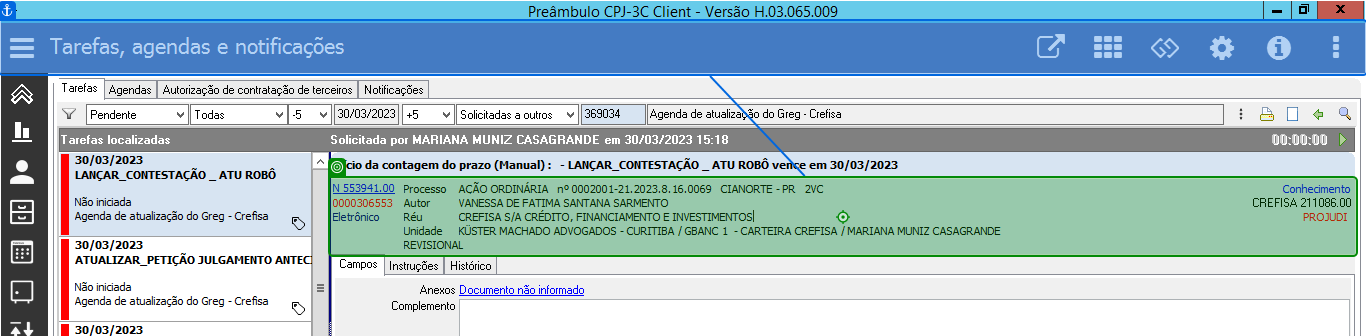 Preâmbulo CPJ-3C Client - Versão H.03.065.009
Tarefas, agendas e notificações
Tarefas Agendas Autorização de contratação de terceiros Notificações
Pendente Todas -5 30/03/2023 +5 Solicitadas a outros 369034 Agenda de atualização do Greg - Crefisa
Tarefas localizadas
Solicitada por MARIANA MUNIZ CASAGRANDE em 30/03/2023 15:18 00:00:00
30/03/2023
LANÇAR_CONTESTAÇÃO _ ATU ROBÔ
Não iniciada
Agenda de atualização do Greg - Crefisa
30/03/2023
ATUALIZAR_PETIÇÃO JULGAMENTO ANTECI
Não iniciada
Agenda de atualização do Greg - Crefisa
30/03/2023
cio da contagem do prazo (Manual) : - LANÇAR_CONTESTAÇÃO _ ATU ROBÔ vence em 30/03/2023
N 553941.00 Processo AÇÃO ORDINÁRIA nº 0002001-21.2023.8.16.0069 CIANORTE - PR 2VC Conhecimento
0000306553 Autor VANESSA DE FATIMA SANTANA SARMENTO CREFISA 211086.00
Eletrônico Réu CREFISA S/A CRÉDITO, FINANCIAMENTO E INVESTIMENTOS PROJUDI
Unidade KÜSTER MACHADO ADVOGADOS - CURITIBA / GBANC 1 - CARTEIRA CREFISA / MARIANA MUNIZ CASAGRANDE
REVISIONAL
Campos Instruções Histórico
Anexos Documento não informado
Complemento